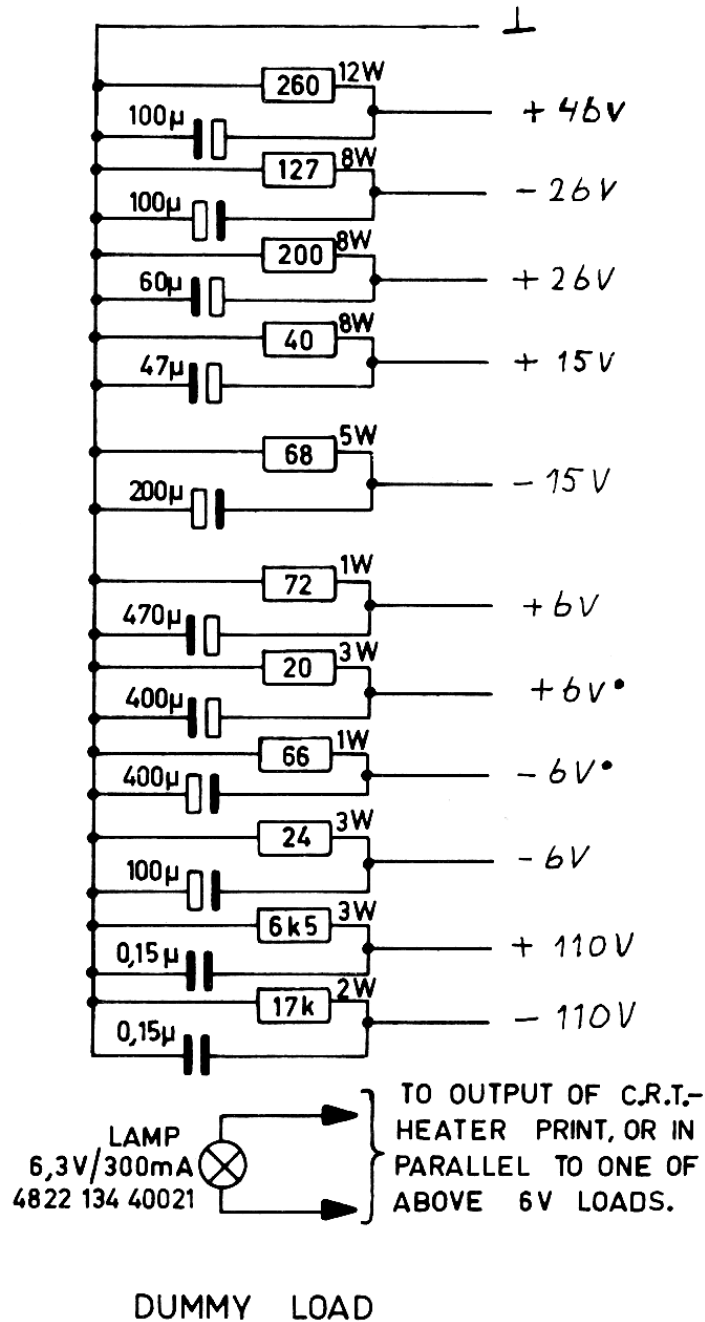 ⊥
260 12W
100µ
+ 46V
127 8W
100µ
- 26V
200 8W
60µ
+ 26V
40 8W
47µ
+ 15V
68 5W
200µ
- 15V
72 1W
470µ
+6V
20 3W
400µ
+6V•
66 1W
400µ
- 6V•
24 3W
100µ
- 6V
6k5 3W
0,15µ
+ 110V
17k 2W
0,15µ
- 110V
LAMP
6,3V/300mA
4822 134 40021
TO OUTPUT OF C.R.T.-
HEATER PRINT, OR IN
PARALLEL TO ONE OF
ABOVE 6V LOADS.
DUMMY LOAD